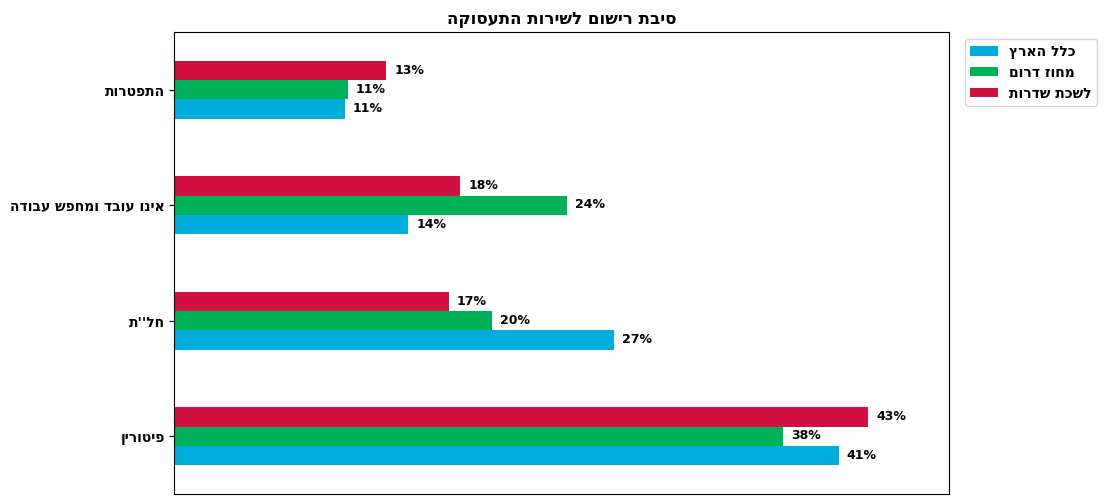 סיבת רישום לשירות התעסוקה
כלל הארץ
מחוז דרום
לשכת שדרות
התפטרות
13%
11%
11%
אינו עובד ומחפש עבודה
18%
24%
14%
חל''ת
17%
20%
27%
פיטורין
43%
38%
41%